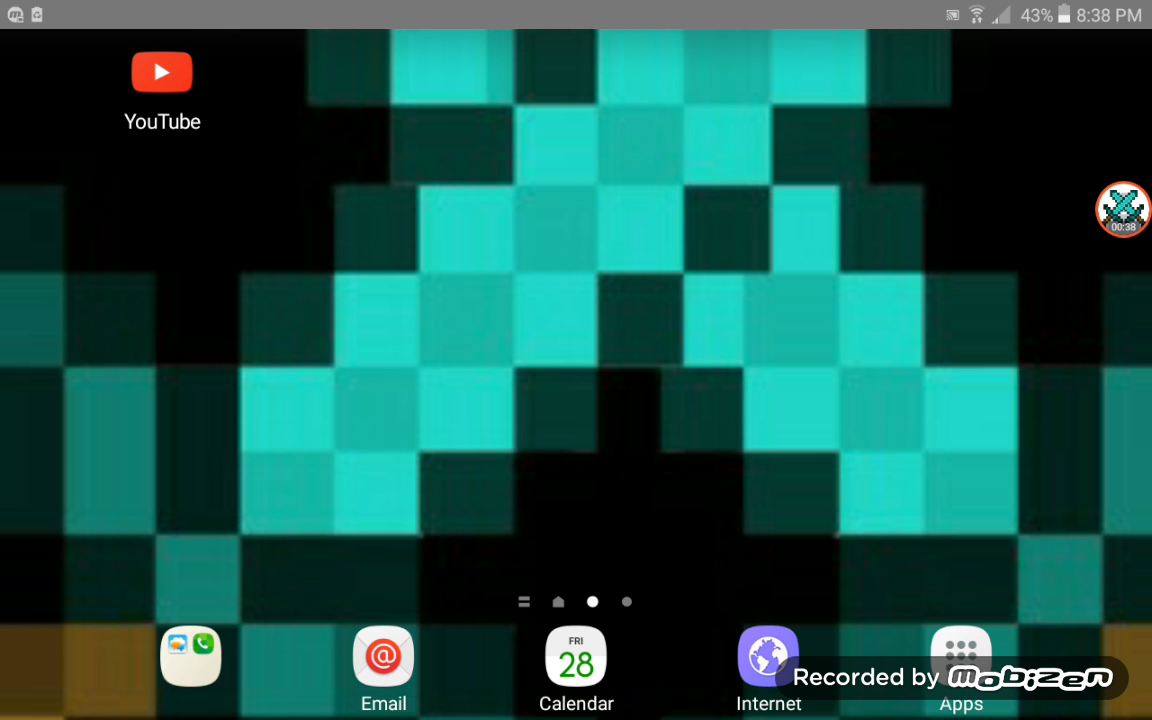 43% 8:38 PM
YouTube
00:38
FRI
28
Email
Calendar
Internet
Apps
Recorded by mobizen